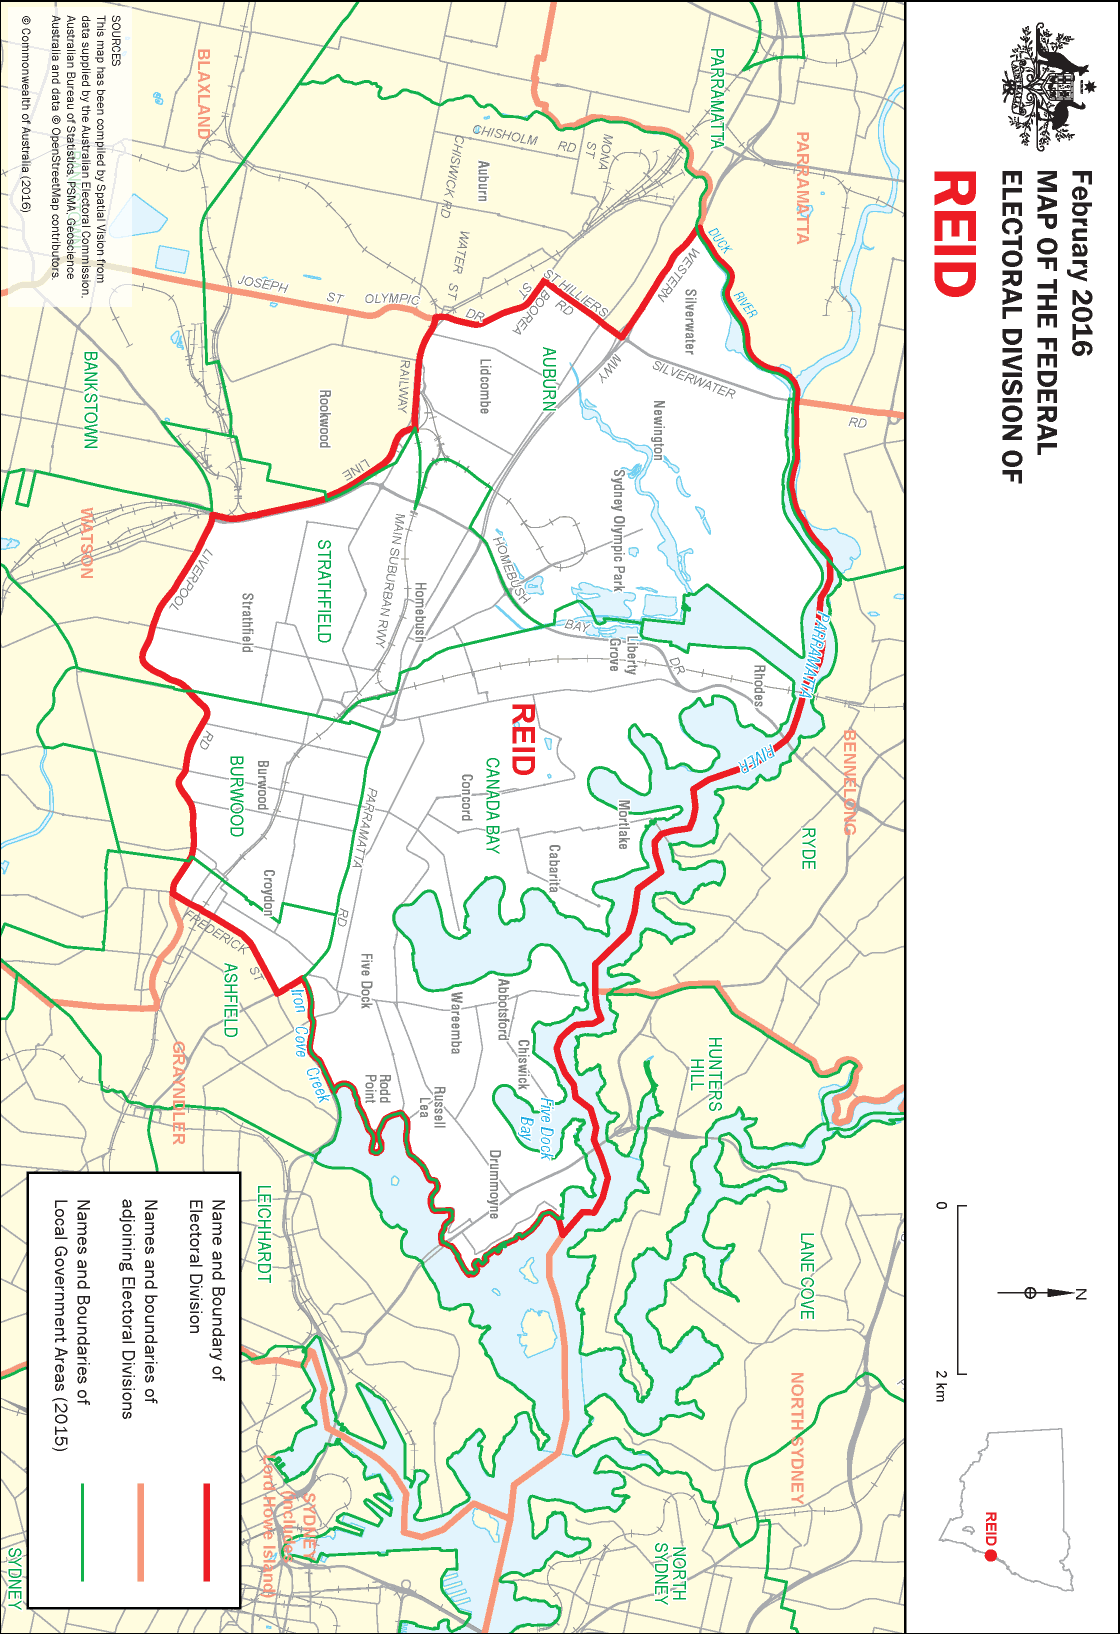 February 2016
MAP OF THE FEDERAL
ELECTORAL DIVISION OF
REID
0
2 km
N
REID
PARRAMATTA
PARRAMATTA
BLAXLAND
DUCK
RIVER
CHISHOLM
RD
MONA
ST
CHISWICK RD
Auburn
WATER ST
JOSEPH
ST
OLYMPIC
DR
BOOREA
ST
ST HILLIERS
RD
WESTERN
MWY
Silverwater
SILVERWATER
RD
AUBURN
Lidcombe
Newington
RAILWAY
LINE
Rookwood
BANKSTOWN
WATSON
Sydney Olympic Park
HOMEBUSH
BAY
DR
Liberty
Grove
Rhodes
PARRAMATTA
RIVER
BENNELONG
RYDE
MAIN SUBURBAN RWY
Homebush
STRATHFIELD
Strathfield
LIVERPOOL
RD
REID
CANADA BAY
Concord
Mortlake
Cabarita
BURWOOD
Burwood
PARRAMATTA
RD
Croydon
FREDERICK
ST
ASHFIELD
Five Dock
Iron Cove Creek
Wareemba
Abbotsford
Chiswick
Five Dock
Bay
Rodd
Point
Russell
Lea
Drummoyne
HUNTERS
HILL
LANE COVE
GRAYNDLER
LEICHHARDT
NORTH SYDNEY
NORTH
SYDNEY
SYDNEY
(includes
Lord Howe Island)
SYDNEY
Name and Boundary of
Electoral Division
Names and boundaries of
adjoining Electoral Divisions
Names and Boundaries of
Local Government Areas (2015)
SOURCES
This map has been compiled by Spatial Vision from
data supplied by the Australian Electoral Commission,
Australian Bureau of Statistics, PSMA, Geoscience
Australia and data © OpenStreetMap contributors.
© Commonwealth of Australia (2016)